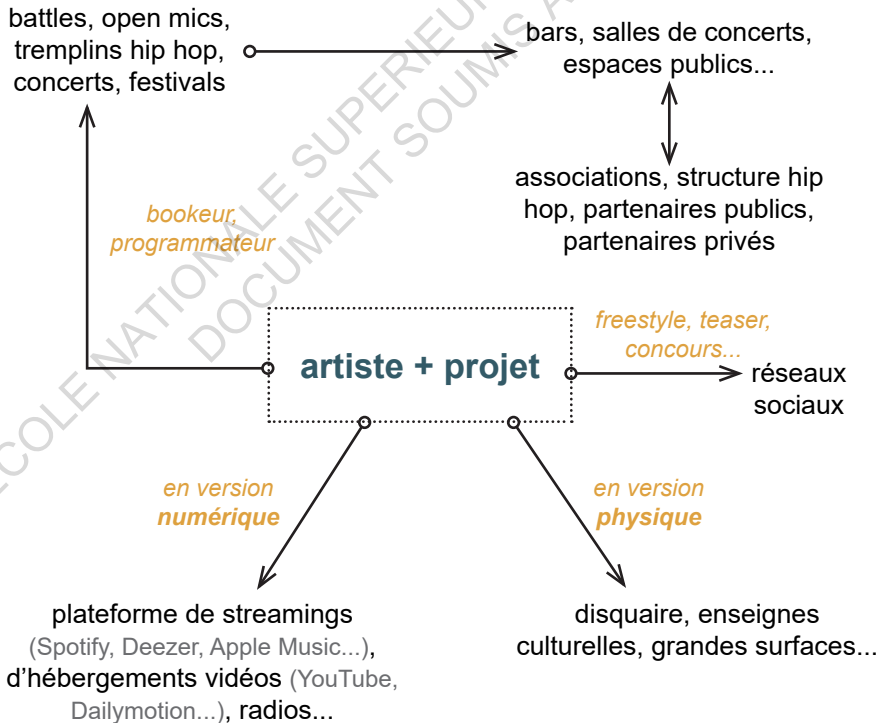 battles, open mics,
tremplins hip hop,
concerts, festivals
bars, salles de concerts,
espaces publics...
associations, structure hip
hop, partenaires publics,
partenaires privés
bookeur,
programmateur
artiste + projet
freestyle, teaser,
concours...
réseaux
sociaux
en version
numérique
en version
physique
plateforme de streamings
(Spotify, Deezer, Apple Music...),
d'hébergements vidéos (YouTube,
Dailymotion...), radios...
disquaire, enseignes
culturelles, grandes surfaces...
ECOLE NATIONALE
DOCUMENT SOUMIS